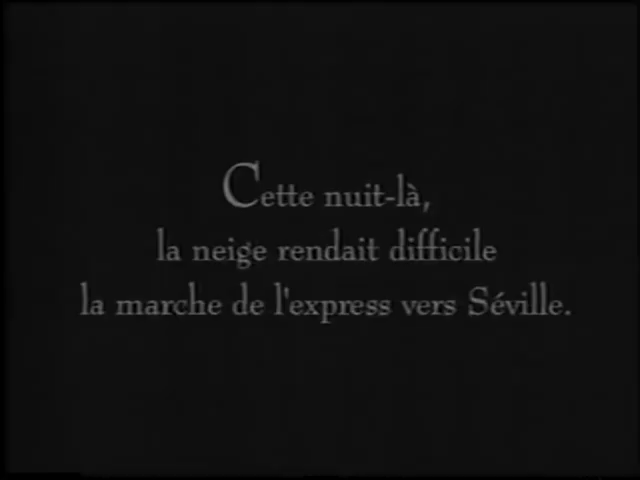 Cette nuit-là,
la neige rendait difficile
la marche de l'express vers Séville.